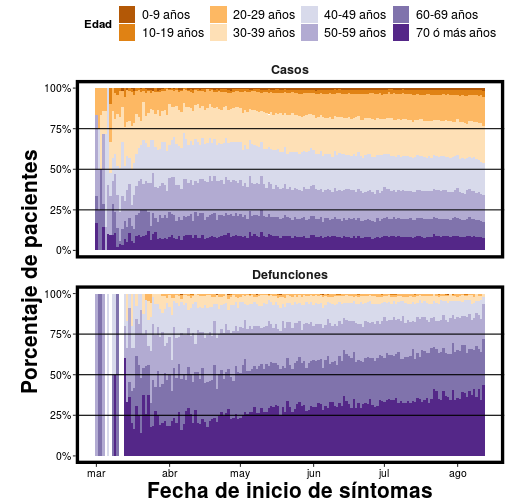 Edad
0-9 años 20-29 años 40-49 años 60-69 años
10-19 años 30-39 años 50-59 años 70 ó más años
Casos
100%
75%
50%
25%
0%
Porcentaje de pacientes
Defunciones
100%
75%
50%
25%
0%
mar abr may jun jul ago
Fecha de inicio de síntomas